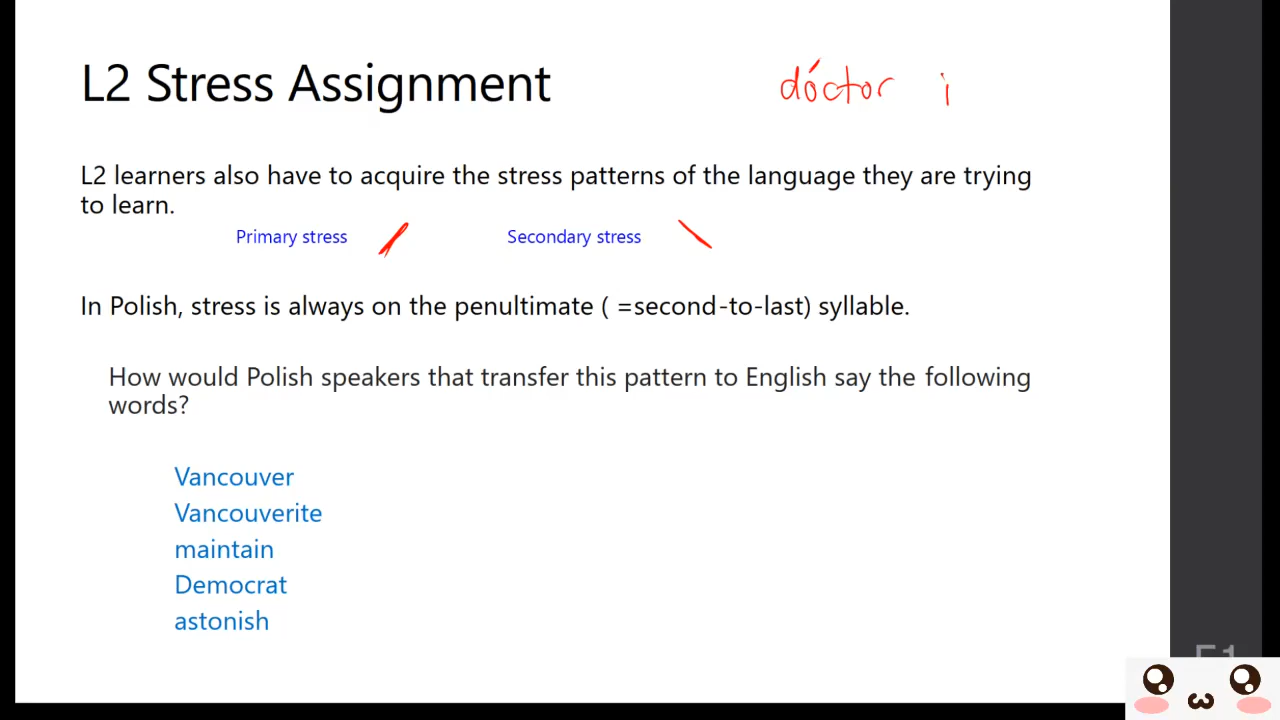 L2 Stress Assignment
dóctor i
L2 learners also have to acquire the stress patterns of the language they are trying
to learn.
Primary stress Secondary stress
In Polish, stress is always on the penultimate ( =second-to-last) syllable.
How would Polish speakers that transfer this pattern to English say the following
words?
Vancouver
Vancouverite
maintain
Democrat
astonish